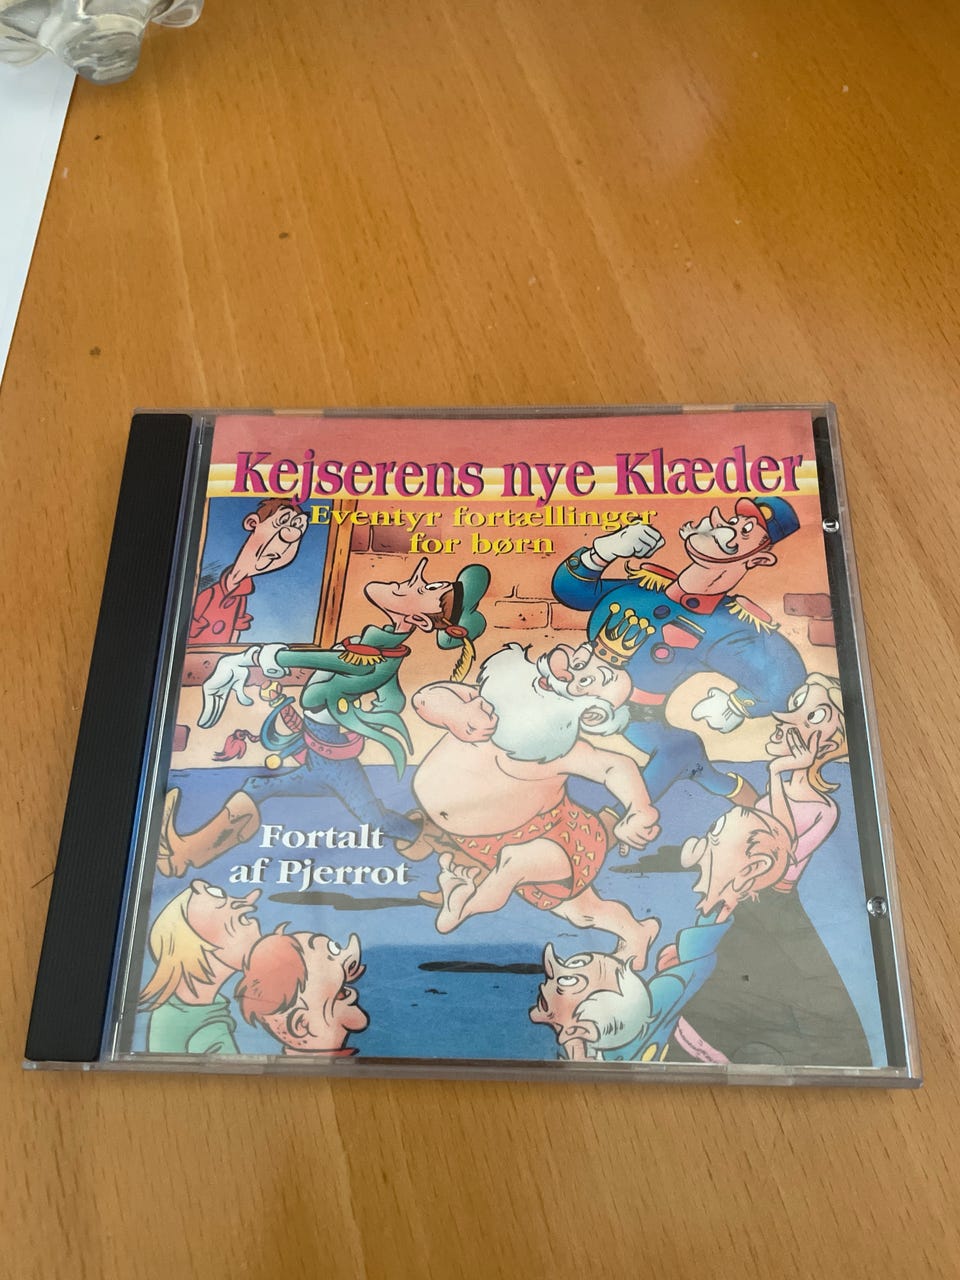 Kejserens nye Klæder
Eventyr fortællinger
for børn
Fortalt
af Pjerrot